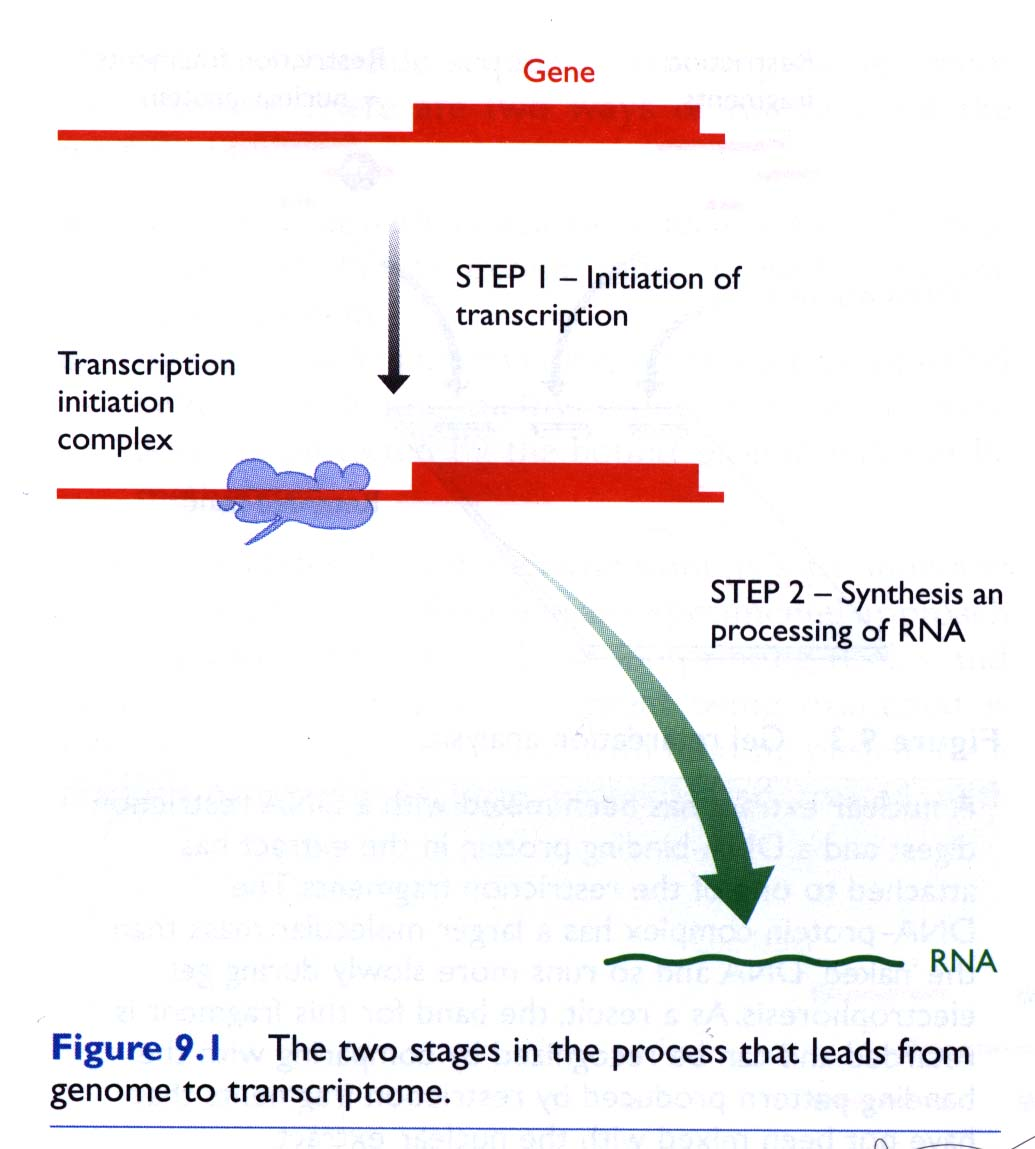 Gene
STEP 1 – Initiation of
transcription
Transcription
initiation
complex
STEP 2 – Synthesis an
processing of RNA
RNA
Figure 9.1 The two stages in the process that leads from
genome to transcriptome.